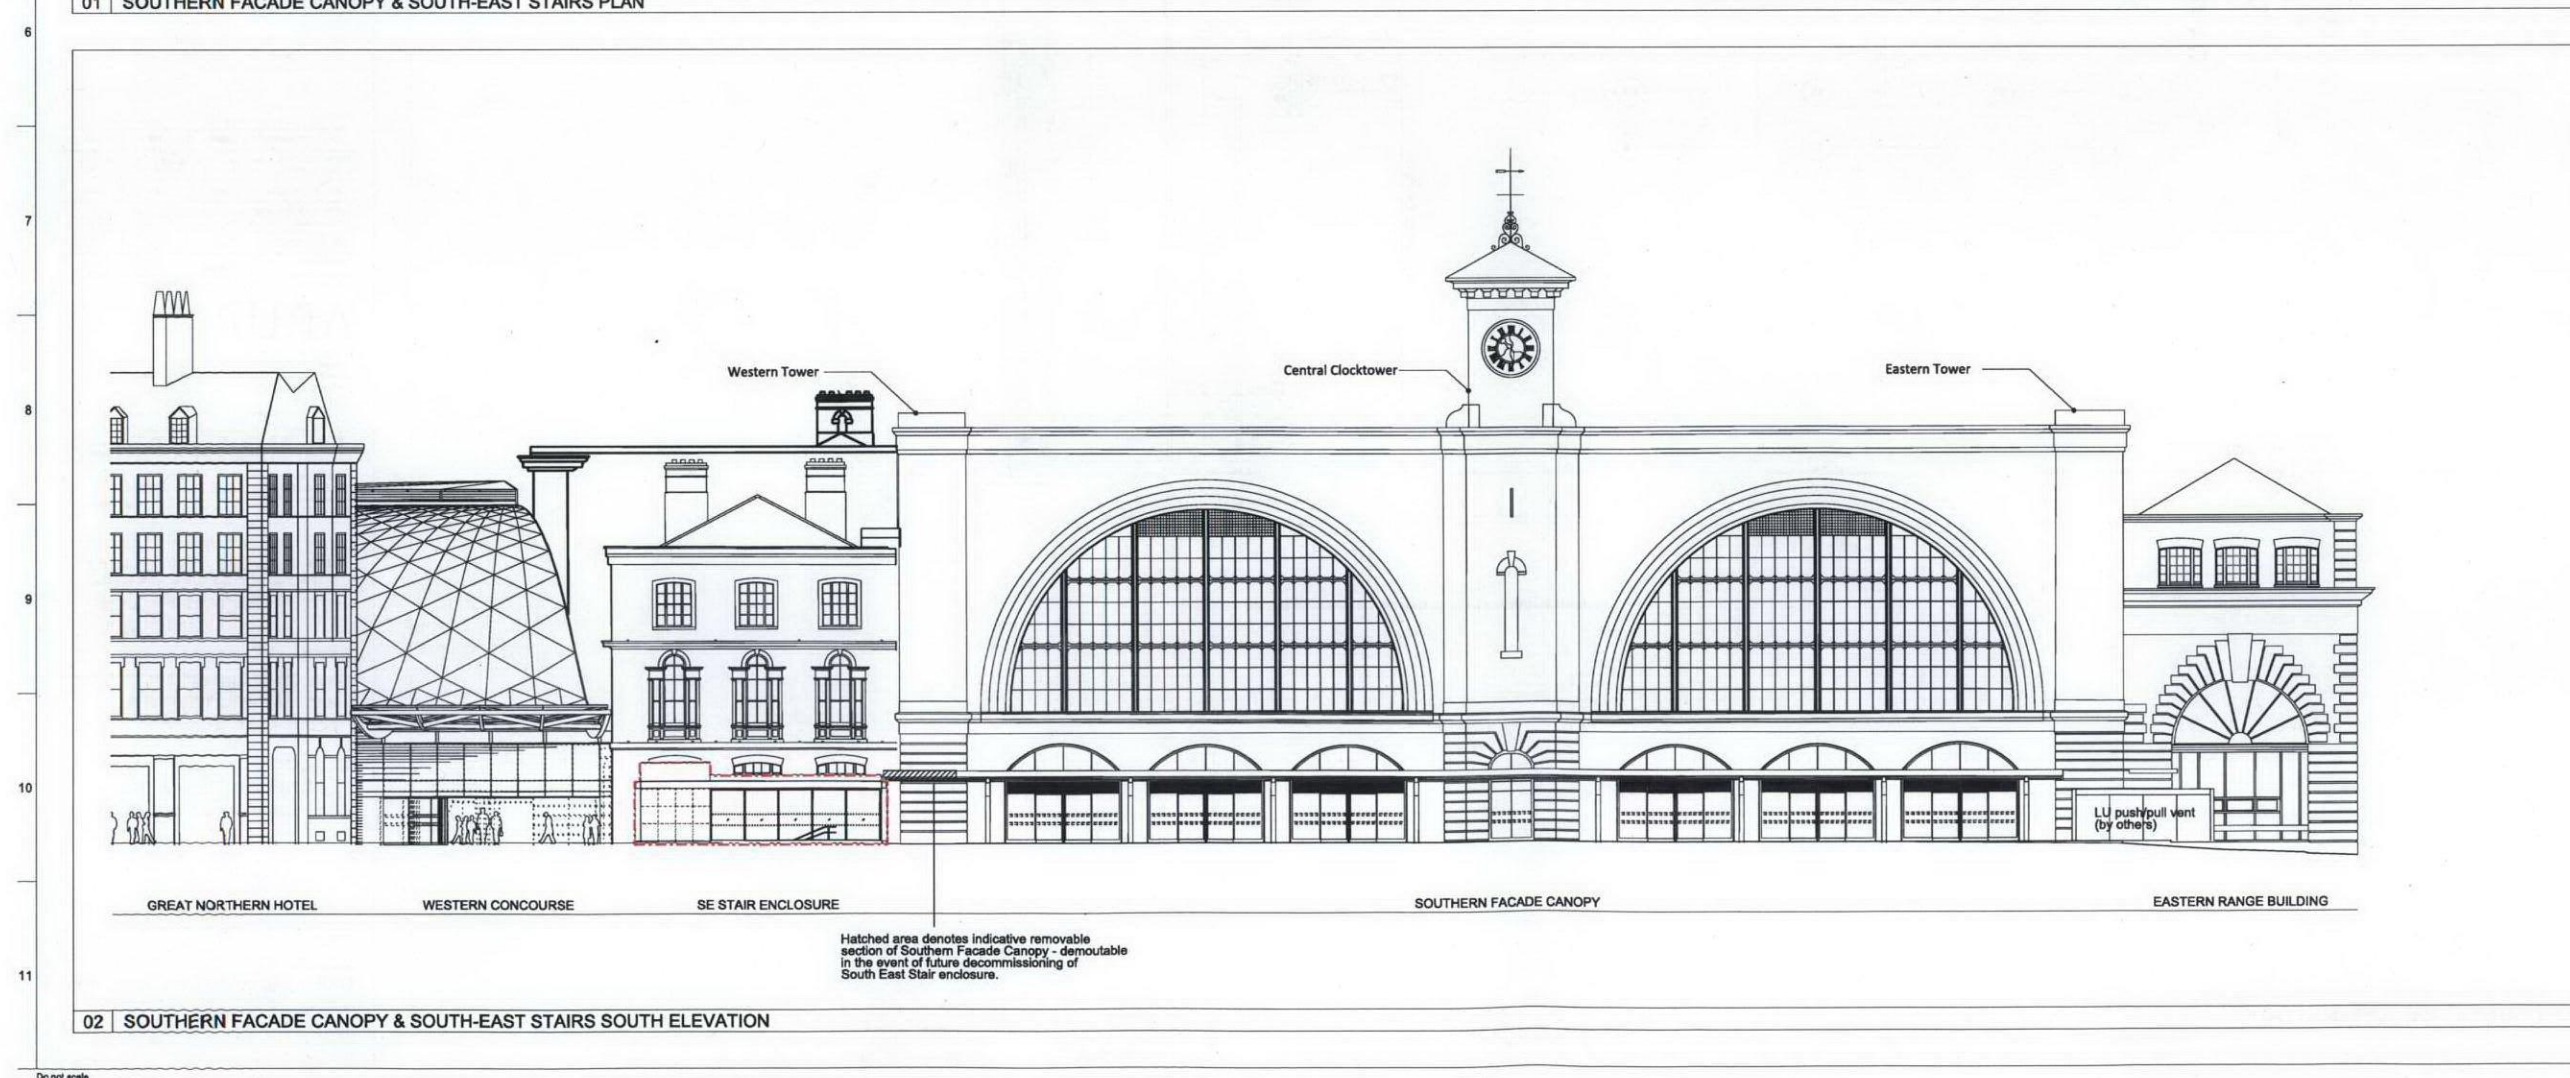 01 SOUTHERN FACADE CANOPY & SOUTH-EAST STAIRS PLAN
6
7
8
9
10
11
Western Tower
Central Clocktower
Eastern Tower
LU push/pull vent
(by others)
GREAT NORTHERN HOTEL
WESTERN CONCOURSE
SE STAIR ENCLOSURE
SOUTHERN FACADE CANOPY
EASTERN RANGE BUILDING
Hatched area denotes indicative removable
section of Southern Facade Canopy - demoutable
in the event of future decommissioning of
South East Stair enclosure.
02 SOUTHERN FACADE CANOPY & SOUTH-EAST STAIRS SOUTH ELEVATION
Do not scale